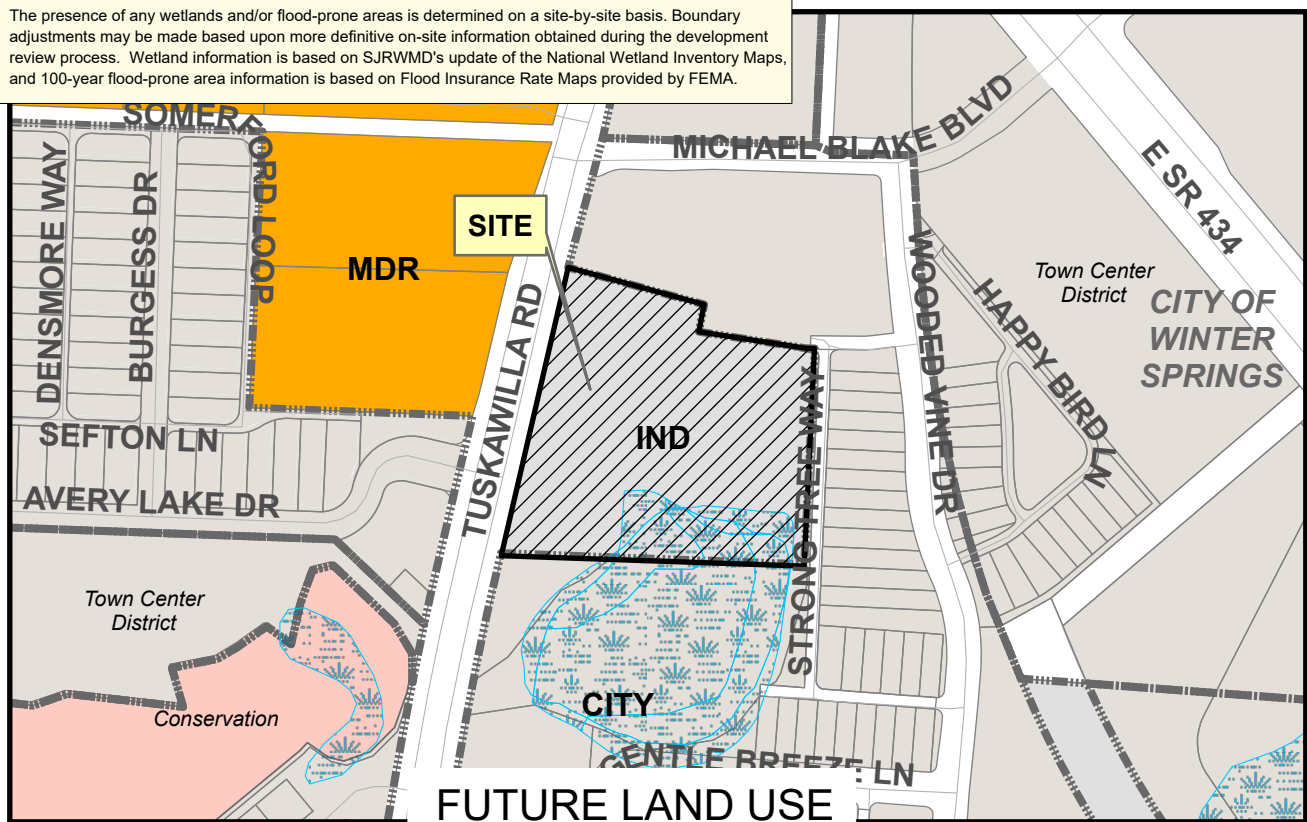 The presence of any wetlands and/or flood-prone areas is determined on a site-by-site basis. Boundary
adjustments may be made based upon more definitive on-site information obtained during the development
review process. Wetland information is based on SJRWMD's update of the National Wetland Inventory Maps,
and 100-year flood-prone area information is based on Flood Insurance Rate Maps provided by FEMA.
SOMERFORD LOOP
MICHAEL BLAKE BLVD
E SR 434
DENSMORE WAY
BURGESS DR
SITE
MDR
TUSKAWILLA RD
WOODED VINE DR
HAPPY BIRD LN
Town Center
District
CITY OF
WINTER
SPRINGS
IND
STRONG TREE WAY
SEFTON LN
AVERY LAKE DR
Town Center
District
Conservation
CITY
GENTLE BREEZE LN
FUTURE LAND USE